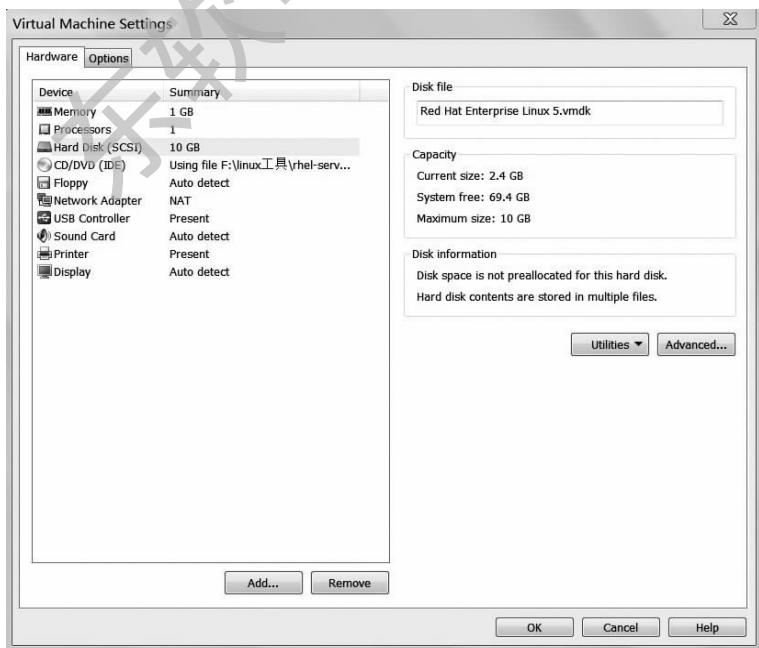 Virtual Machine Settings
Hardware Options
Device Summary
Memory 1 GB
Processors 1
Hard Disk (SCSI) 10 GB
CD/DVD (IDE) Using file F:\linux工具\rhel-serv...
Floppy Auto detect
Network Adapter NAT
USB Controller Present
Sound Card Auto detect
Printer Present
Display Auto detect
Add... Remove
Disk file
Red Hat Enterprise Linux 5.vmdk
Capacity
Current size: 2.4 GB
System free: 69.4 GB
Maximum size: 10 GB
Disk information
Disk space is not preallocated for this hard disk.
Hard disk contents are stored in multiple files.
Utilities Advanced...
OK Cancel Help
东软